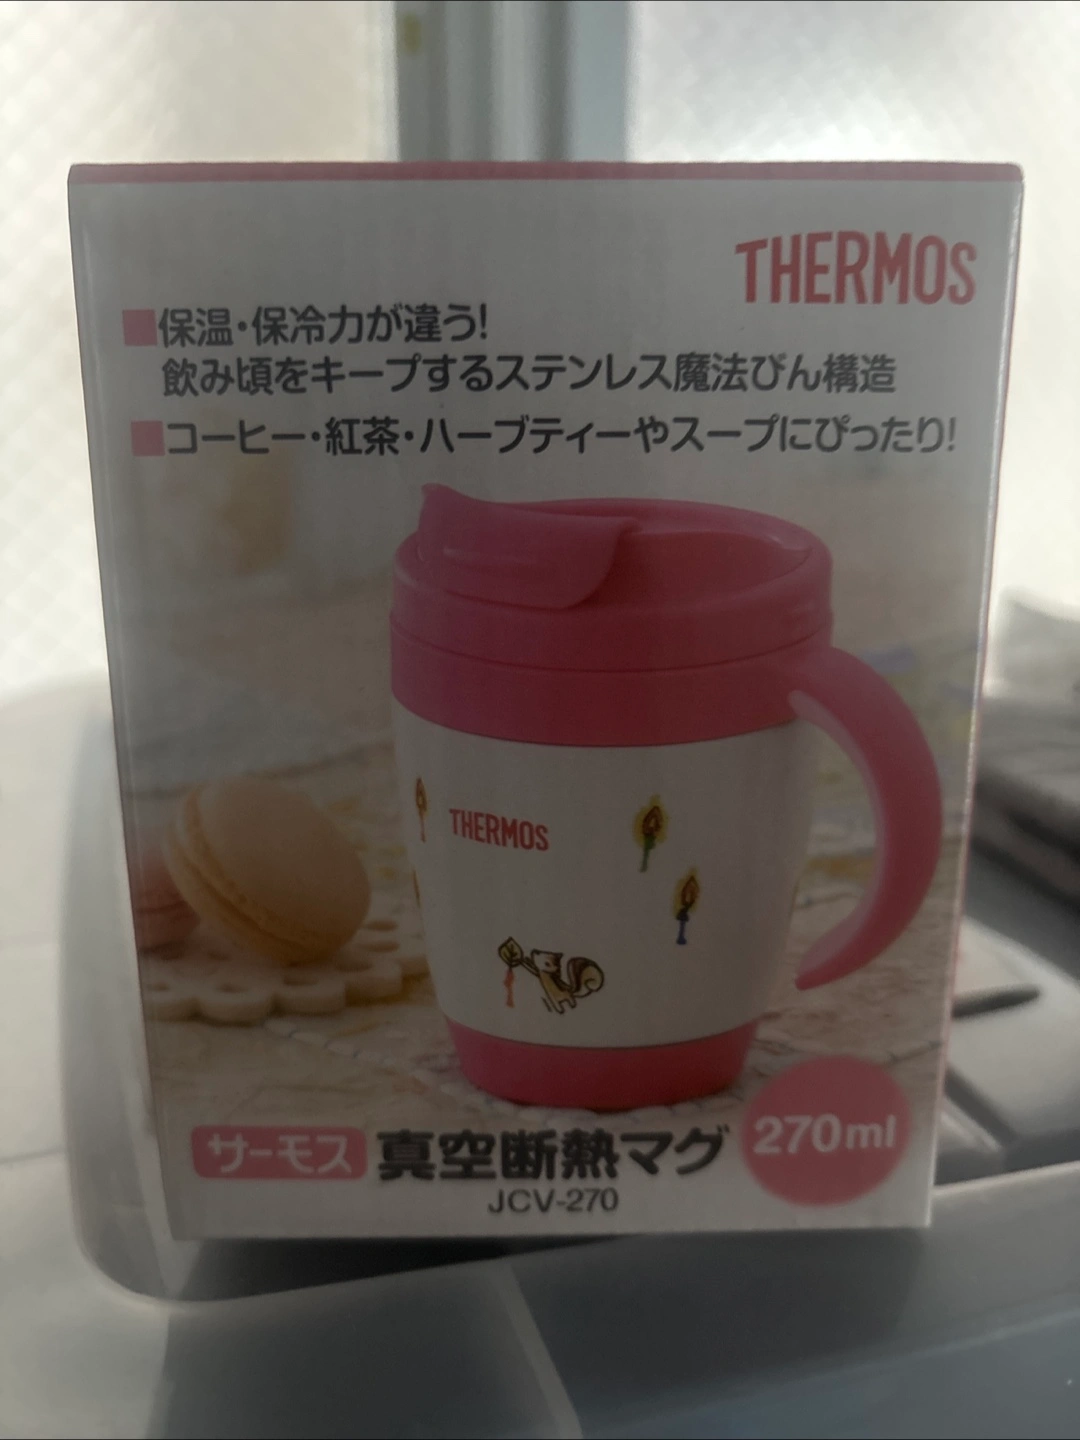 THERMOS
■保温・保冷力が違う!
飲み頃をキープするステンレス魔法びん構造
■コーヒー・紅茶・ハーブティーやスープにぴったり!
THERMOS
サーモス 真空断熱マグ 270ml
JCV-270